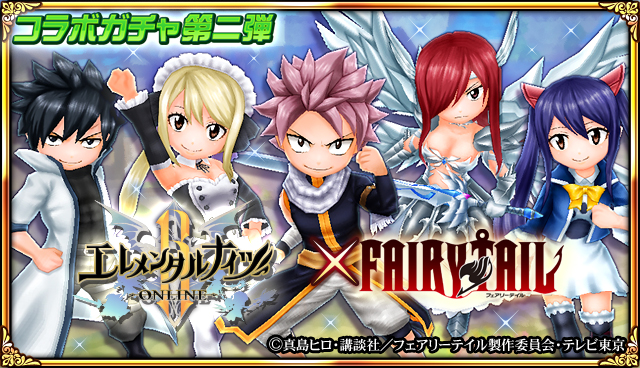 コラボガチャ第二弾
エレメンタルナイツ
R
ONLINE
×
FAIRY TAIL
フェアリーテイル
©真島ヒロ・講談社／フェアリーテイル製作委員会・テレビ東京